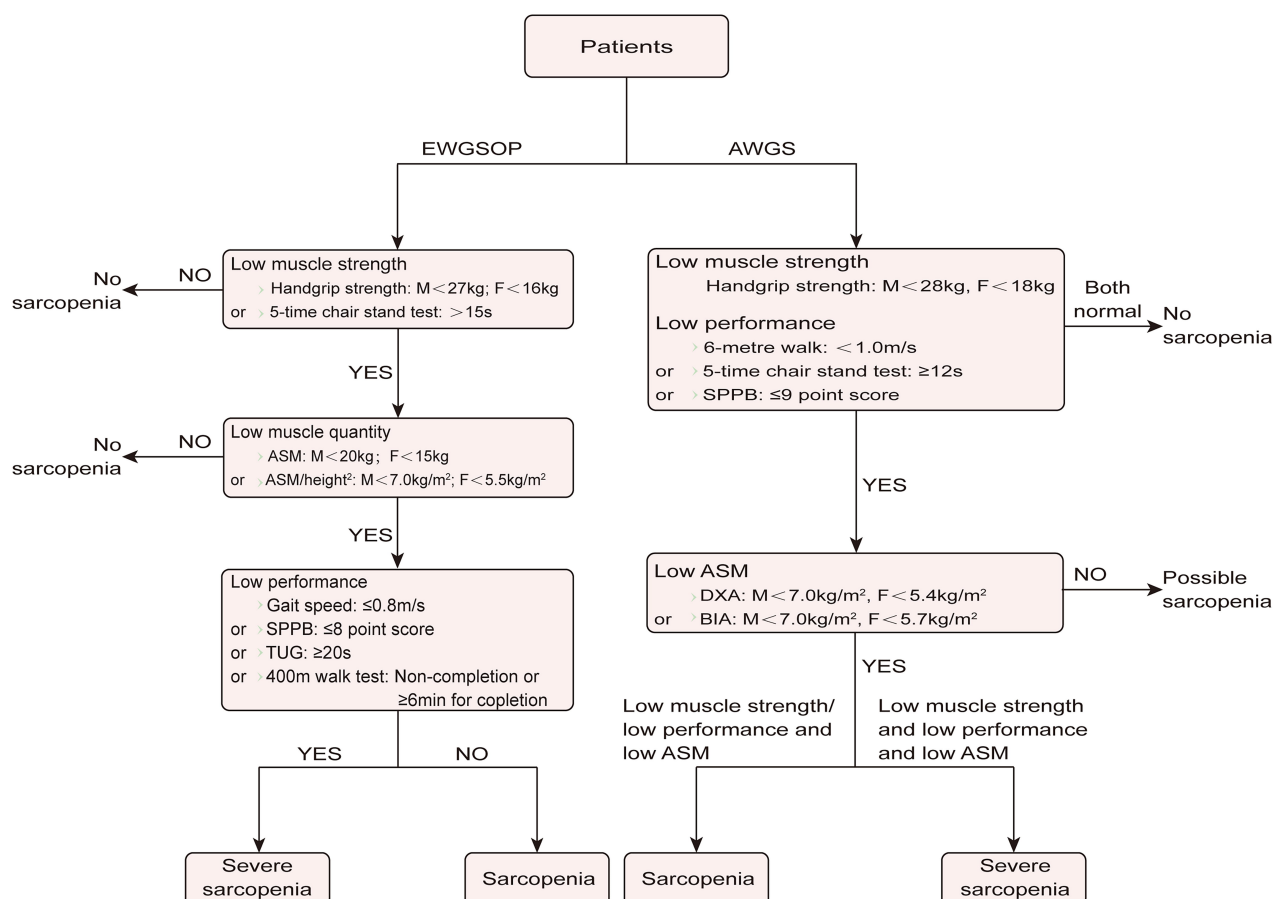 Patients
EWGSOP
AWGS
Low muscle strength
Handgrip strength: M<27kg; F<16kg
or 5-time chair stand test: >15s
NO
No
sarcopenia
YES
Low muscle quantity
ASM: M<20kg; F<15kg
or ASM/height²: M<7.0kg/m²; F<5.5kg/m²
NO
No
sarcopenia
YES
Low performance
Gait speed: ≤0.8m/s
or SPPB: ≤8 point score
or TUG: ≥20s
or 400m walk test: Non-completion or
≥6min for copletion
YES
NO
Severe
sarcopenia
Sarcopenia
Low muscle strength
Handgrip strength: M<28kg, F<18kg
Low performance
6-metre walk: <1.0m/s
or 5-time chair stand test: ≥12s
or SPPB: ≤9 point score
Both
normal
No
sarcopenia
YES
Low ASM
DXA: M<7.0kg/m², F<5.4kg/m²
or BIA: M<7.0kg/m², F<5.7kg/m²
NO
Possible
sarcopenia
YES
Low muscle strength/
low performance and
low ASM
Low muscle strength
and low performance
and low ASM
Sarcopenia
Severe
sarcopenia